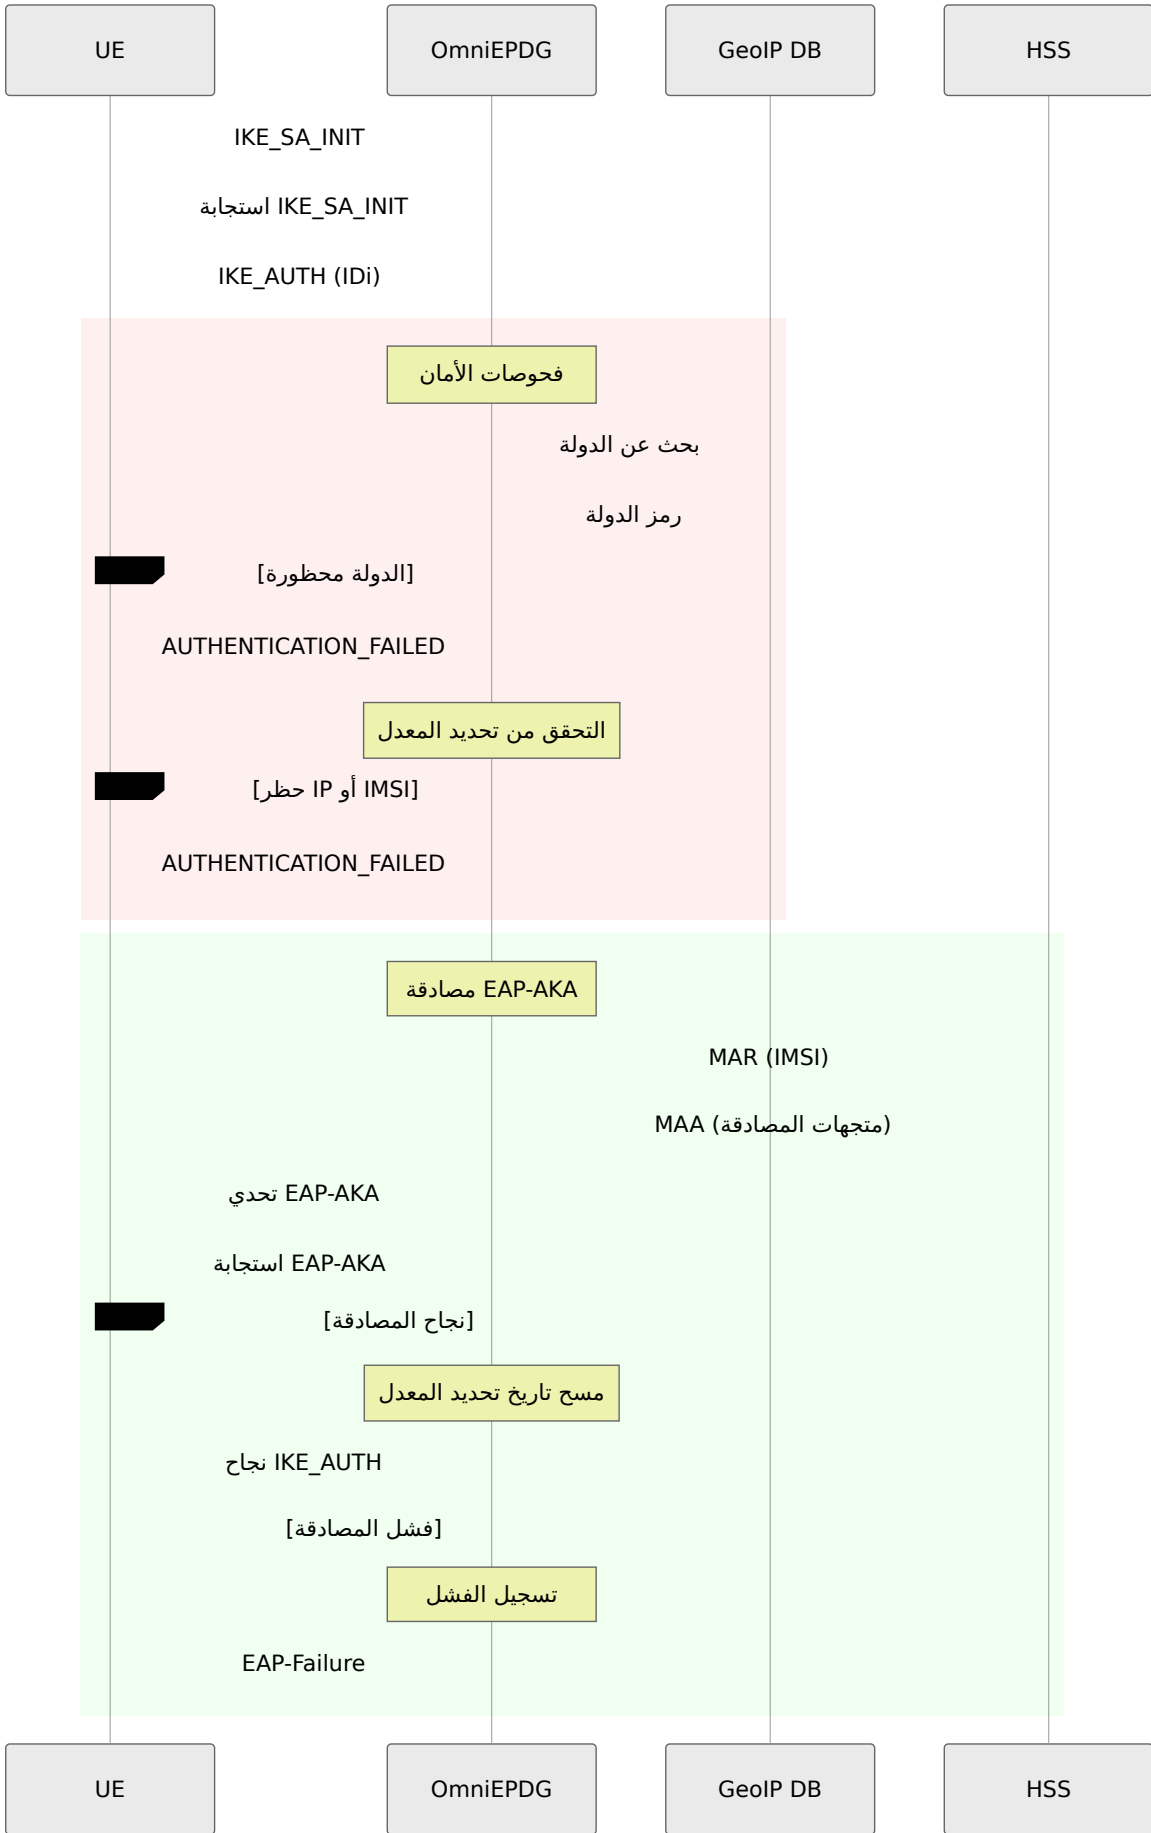 UE
OmniEPDG
GeoIP DB
HSS
IKE_SA_INIT
استجابة IKE_SA_INIT
IKE_AUTH (IDi)
فحوصات الأمان
بحث عن الدولة
رمز الدولة
[الدولة محظورة]
AUTHENTICATION_FAILED
التحقق من تحديد المعدل
[حظر IP أو IMSI]
AUTHENTICATION_FAILED
مصادقة EAP-AKA
MAR (IMSI)
MAA (متجهات المصادقة)
تحدي EAP-AKA
استجابة EAP-AKA
[نجاح المصادقة]
مسح تاريخ تحديد المعدل
نجاح IKE_AUTH
[فشل المصادقة]
تسجيل الفشل
EAP-Failure
UE
OmniEPDG
GeoIP DB
HSS